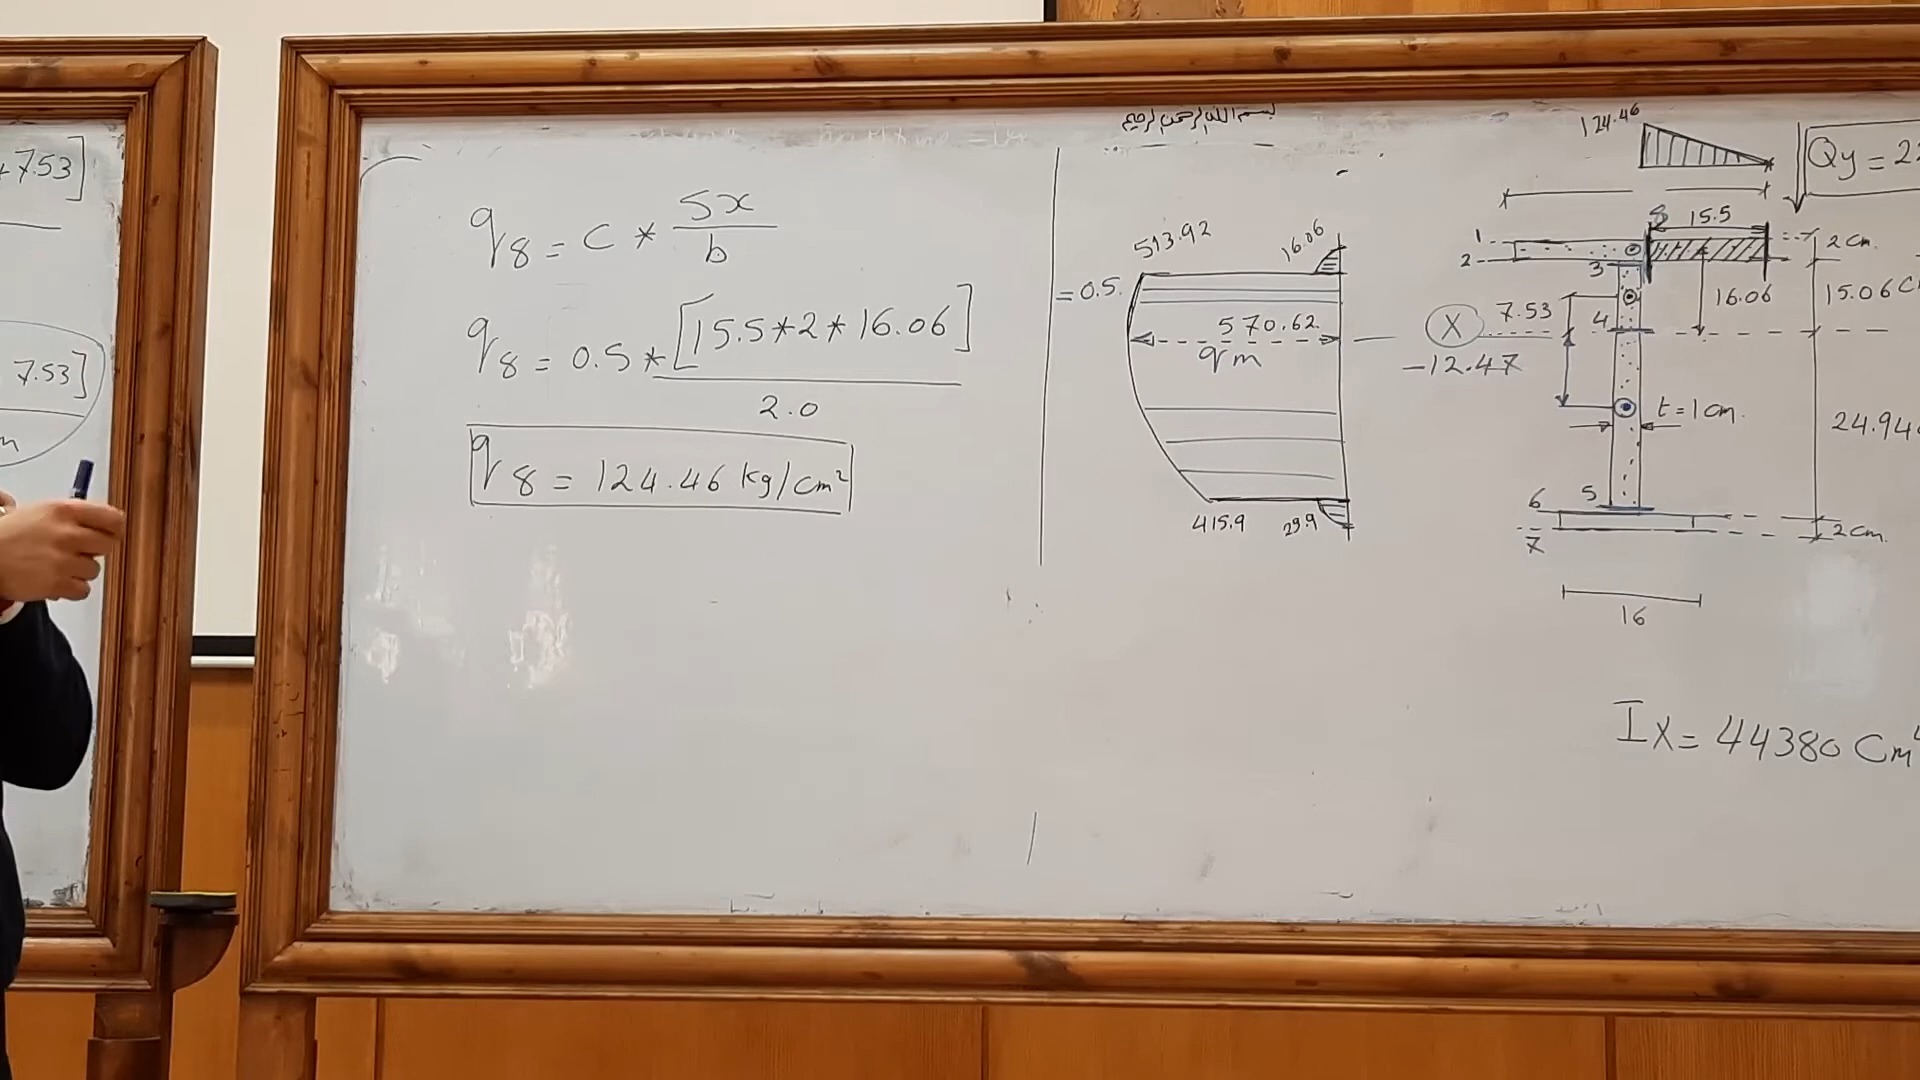 + 7.53]
7.53]
m
q8 = C * Sx / b
q8 = 0.5 * [15.5 * 2 * 16.06]
2.0
q8 = 124.46 kg/cm²
بسم الله الرحمن الرحيم
= 0.5
513.92
16.06
570.62
qm
415.9
29.9
124.46
Qy = 22
8
15.5
1
2
3
2 cm.
7.53
16.06
15.06 C
X
4
-12.47
t = 1 cm.
24.94
6
5
7
2 cm.
16
Ix = 44380 Cm⁴